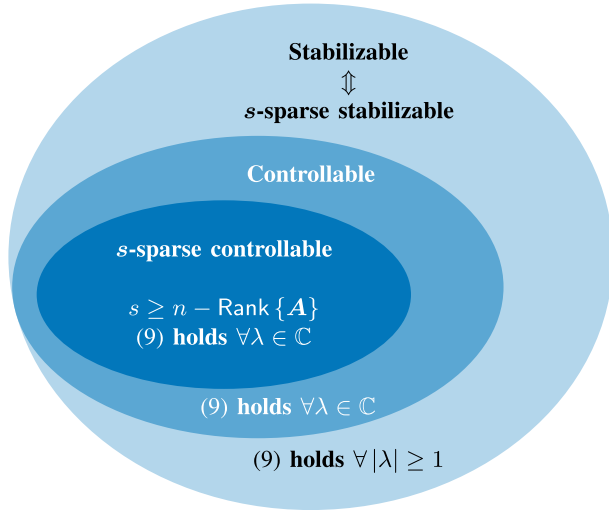 Stabilizable
⇕
s-sparse stabilizable
Controllable
s-sparse controllable
s ≥ n − Rank {A}
(9) holds ∀λ ∈ ℂ
(9) holds ∀λ ∈ ℂ
(9) holds ∀ |λ| ≥ 1